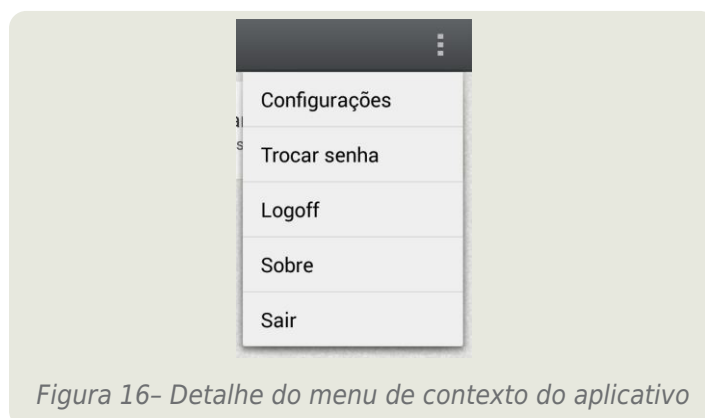 Configurações
Trocar senha
Logoff
Sobre
Sair
Figura 16– Detalhe do menu de contexto do aplicativo